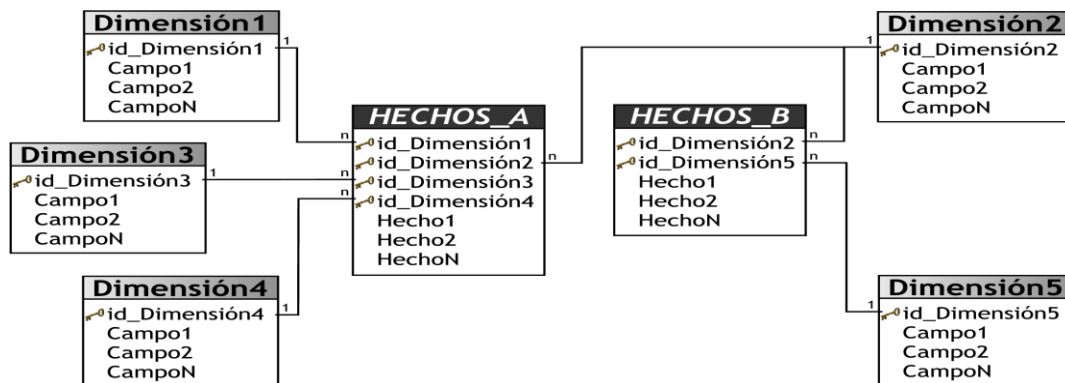 Dimensión1
id_Dimensión1
Campo1
Campo2
CampoN
1
Dimensión3
id_Dimensión3
Campo1
Campo2
CampoN
1
Dimensión4
id_Dimensión4
Campo1
Campo2
CampoN
1
HECHOS_A
n
id_Dimensión1
id_Dimensión2
n
n
id_Dimensión3
n
id_Dimensión4
Hecho1
Hecho2
HechoN
HECHOS_B
id_Dimensión2
n
id_Dimensión5
n
Hecho1
Hecho2
HechoN
Dimensión2
1
id_Dimensión2
Campo1
Campo2
CampoN
Dimensión5
1
id_Dimensión5
Campo1
Campo2
CampoN